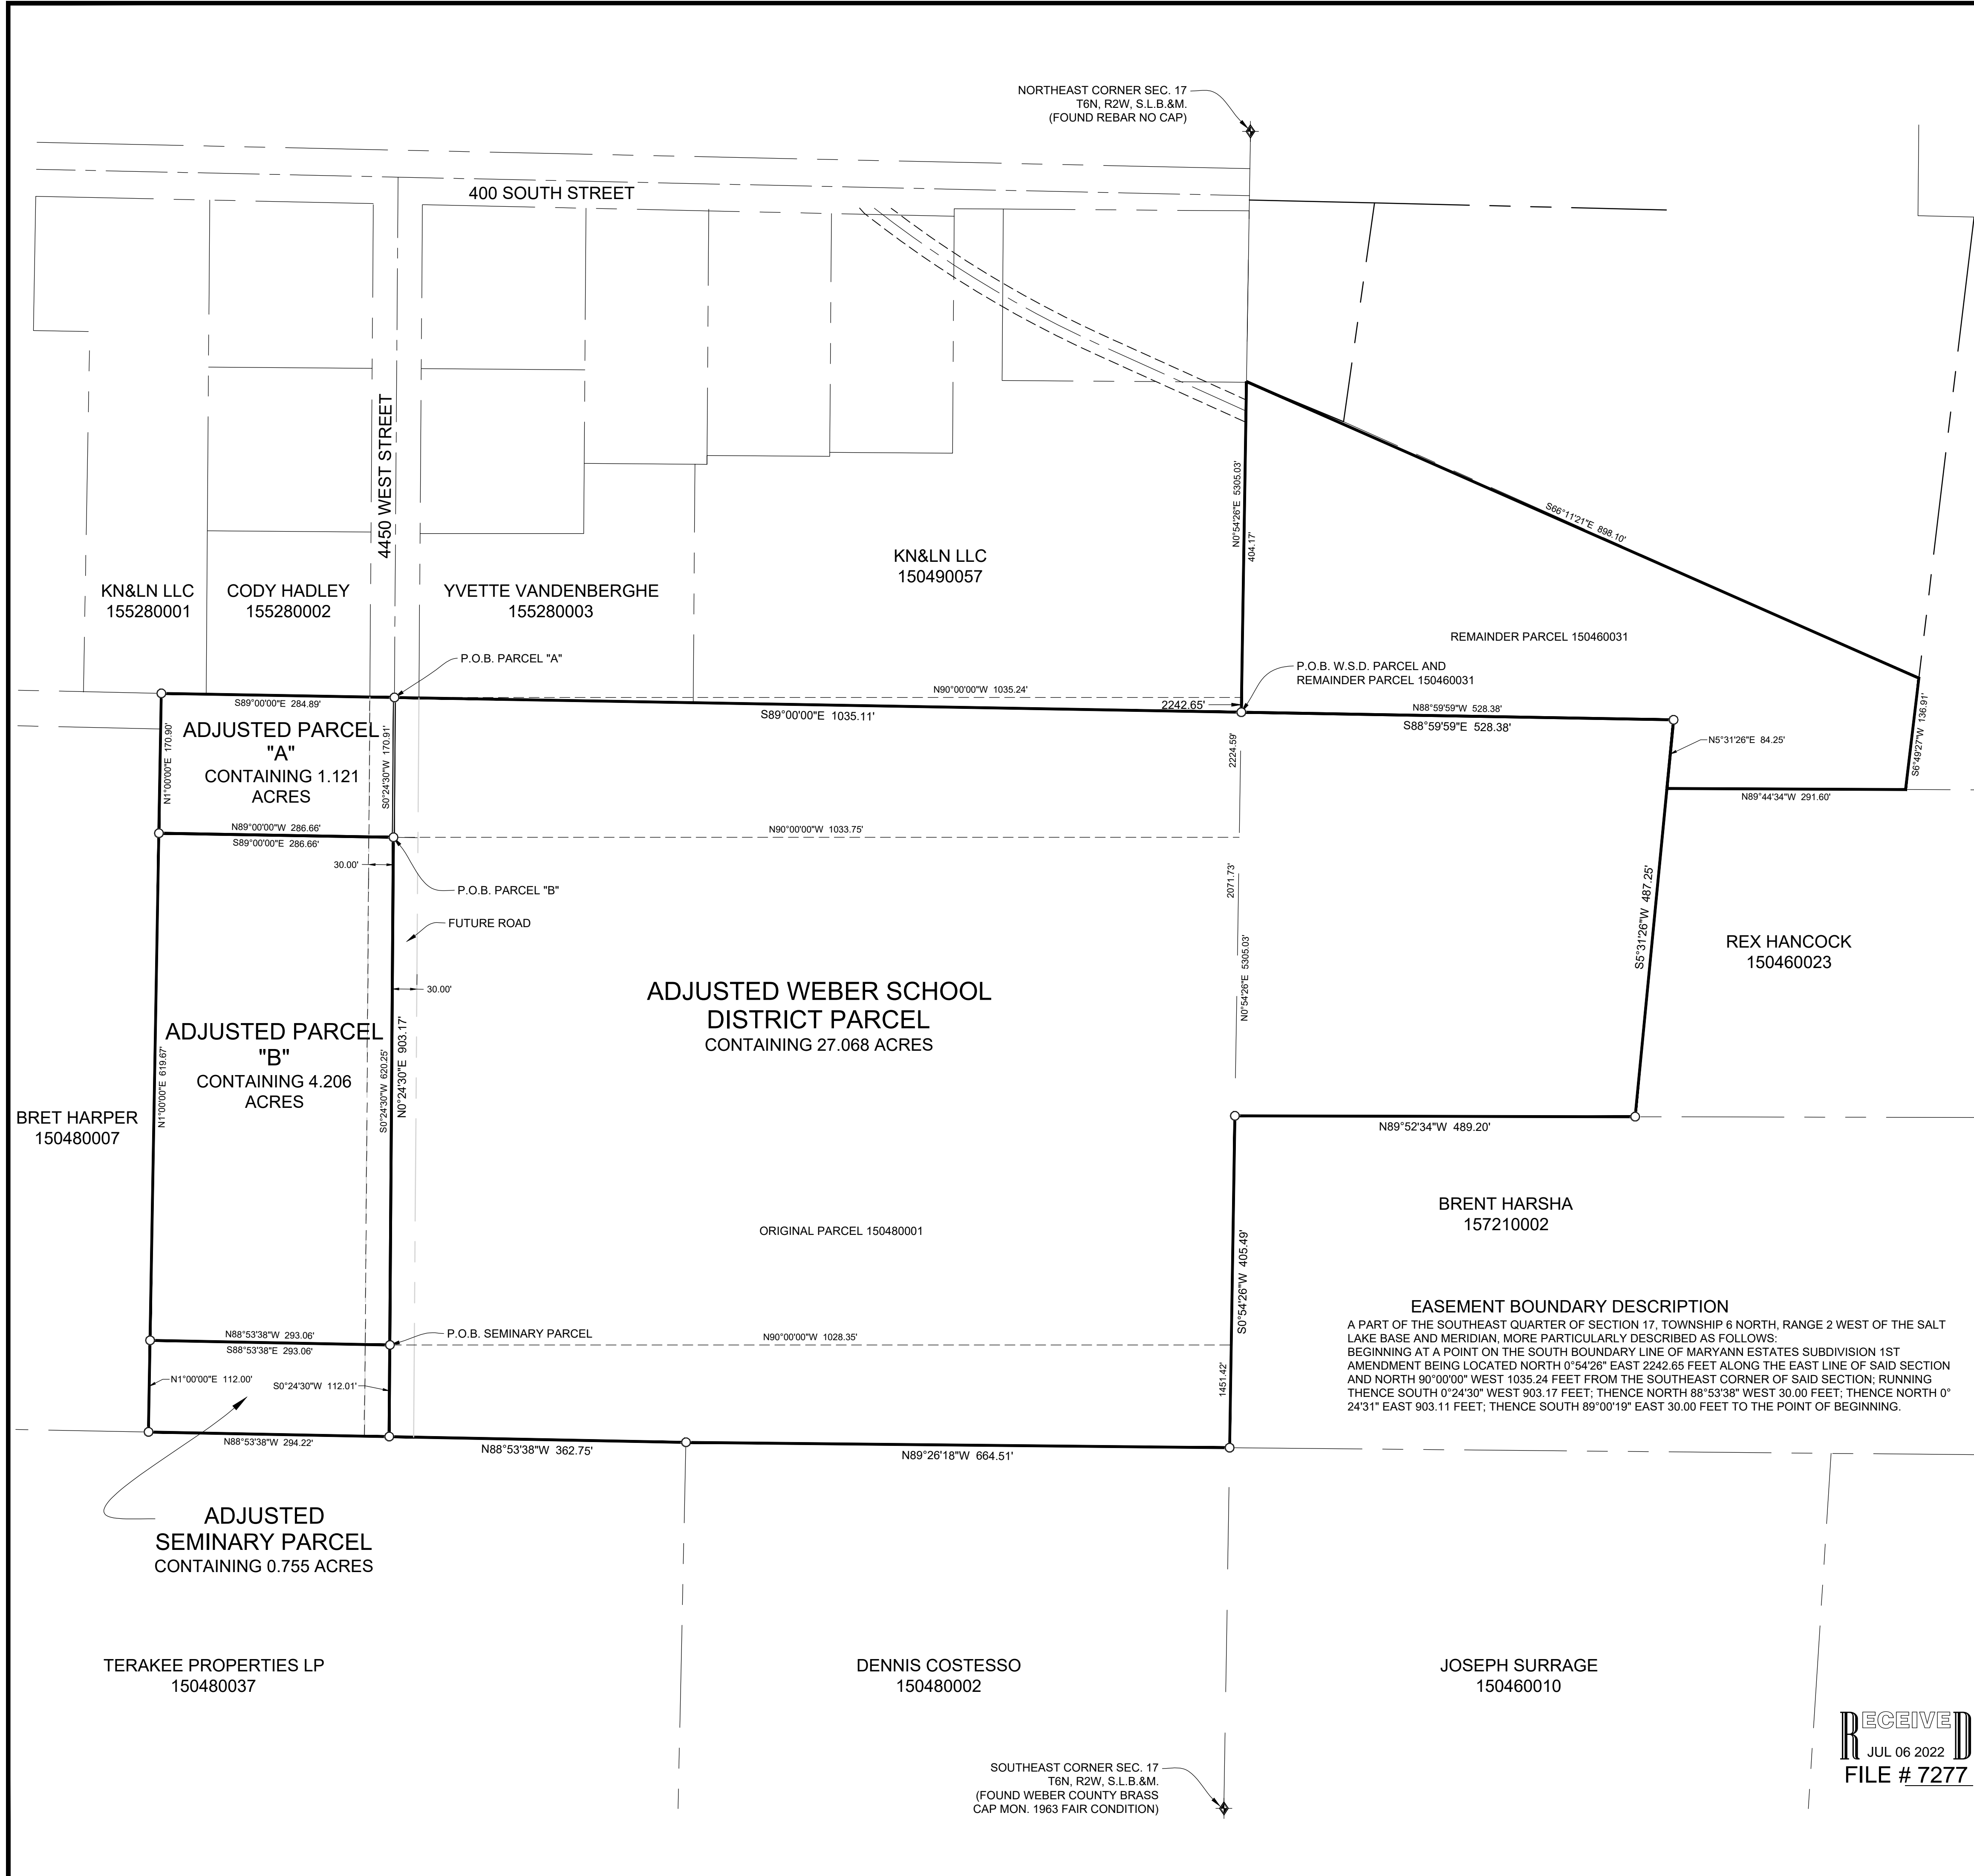 NORTHEAST CORNER SEC. 17
T6N, R2W, S.L.B.&M.
(FOUND REBAR NO CAP)
400 SOUTH STREET
4450 WEST STREET
KN&LN LLC
155280001
CODY HADLEY
155280002
YVETTE VANDENBERGHE
155280003
KN&LN LLC
150490057
N0°54'26"E 5305.03'
404.17'
S66°11'21"E 898.10'
REMAINDER PARCEL 150460031
P.O.B. PARCEL "A"
P.O.B. W.S.D. PARCEL AND
REMAINDER PARCEL 150460031
N90°00'00"W 1035.24'
S89°00'00"E 284.89'
S89°00'00"E 1035.11'
2242.65'
N88°59'59"W 528.38'
S88°59'59"E 528.38'
N5°31'26"E 84.25'
S6°49'27"W 136.91'
N89°44'34"W 291.60'
ADJUSTED PARCEL
"A"
CONTAINING 1.121
ACRES
N1°00'00"E 170.90'
S0°24'30"W 170.91'
2224.59'
N89°00'00"W 286.66'
S89°00'00"E 286.66'
N90°00'00"W 1033.75'
30.00'
P.O.B. PARCEL "B"
FUTURE ROAD
2071.73'
S5°31'26"W 487.25'
REX HANCOCK
150460023
30.00'
N0°54'26"E 5305.03'
ADJUSTED WEBER SCHOOL
DISTRICT PARCEL
CONTAINING 27.068 ACRES
ADJUSTED PARCEL
"B"
CONTAINING 4.206
ACRES
N1°00'00"E 619.67'
S0°24'30"W 620.25'
N0°24'30"E 903.17'
BRET HARPER
150480007
N89°52'34"W 489.20'
BRENT HARSHA
157210002
ORIGINAL PARCEL 150480001
S0°54'26"W 405.49'
EASEMENT BOUNDARY DESCRIPTION
A PART OF THE SOUTHEAST QUARTER OF SECTION 17, TOWNSHIP 6 NORTH, RANGE 2 WEST OF THE SALT
LAKE BASE AND MERIDIAN, MORE PARTICULARLY DESCRIBED AS FOLLOWS:
BEGINNING AT A POINT ON THE SOUTH BOUNDARY LINE OF MARYANN ESTATES SUBDIVISION 1ST
AMENDMENT BEING LOCATED NORTH 0°54'26" EAST 2242.65 FEET ALONG THE EAST LINE OF SAID SECTION
AND NORTH 90°00'00" WEST 1035.24 FEET FROM THE SOUTHEAST CORNER OF SAID SECTION; RUNNING
THENCE SOUTH 0°24'30" WEST 903.17 FEET; THENCE NORTH 88°53'38" WEST 30.00 FEET; THENCE NORTH 0°
24'31" EAST 903.11 FEET; THENCE SOUTH 89°00'19" EAST 30.00 FEET TO THE POINT OF BEGINNING.
N88°53'38"W 293.06'
S88°53'38"E 293.06'
P.O.B. SEMINARY PARCEL
N90°00'00"W 1028.35'
1451.42'
N1°00'00"E 112.00'
S0°24'30"W 112.01'
N88°53'38"W 294.22'
N88°53'38"W 362.75'
N89°26'18"W 664.51'
ADJUSTED
SEMINARY PARCEL
CONTAINING 0.755 ACRES
TERAKEE PROPERTIES LP
150480037
DENNIS COSTESSO
150480002
JOSEPH SURRAGE
150460010
SOUTHEAST CORNER SEC. 17
T6N, R2W, S.L.B.&M.
(FOUND WEBER COUNTY BRASS
CAP MON. 1963 FAIR CONDITION)
RECEIVED
JUL 06 2022
FILE # 7277